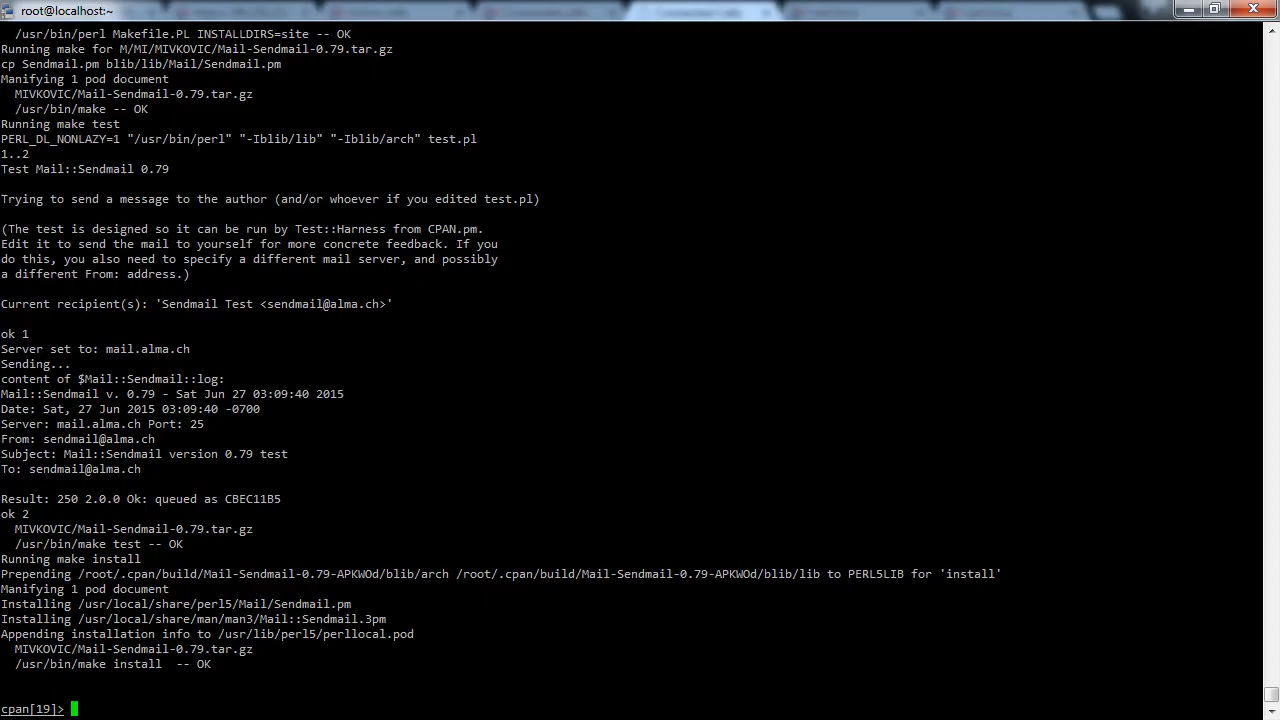 root@localhost:~
/usr/bin/perl Makefile.PL INSTALLDIRS=site -- OK
Running make for M/MI/MIVKOVIC/Mail-Sendmail-0.79.tar.gz
cp Sendmail.pm blib/lib/Mail/Sendmail.pm
Manifying 1 pod document
MIVKOVIC/Mail-Sendmail-0.79.tar.gz
/usr/bin/make -- OK
Running make test
PERL_DL_NONLAZY=1 "/usr/bin/perl" "-Iblib/lib" "-Iblib/arch" test.pl
1..2
Test Mail::Sendmail 0.79
Trying to send a message to the author (and/or whoever if you edited test.pl)
(The test is designed so it can be run by Test::Harness from CPAN.pm.
Edit it to send the mail to yourself for more concrete feedback. If you
do this, you also need to specify a different mail server, and possibly
a different From: address.)
Current recipient(s): 'Sendmail Test <sendmail@alma.ch>'
ok 1
Server set to: mail.alma.ch
Sending...
content of $Mail::Sendmail::log:
Mail::Sendmail v. 0.79 - Sat Jun 27 03:09:40 2015
Date: Sat, 27 Jun 2015 03:09:40 -0700
Server: mail.alma.ch Port: 25
From: sendmail@alma.ch
Subject: Mail::Sendmail version 0.79 test
To: sendmail@alma.ch
Result: 250 2.0.0 Ok: queued as CBEC11B5
ok 2
MIVKOVIC/Mail-Sendmail-0.79.tar.gz
/usr/bin/make test -- OK
Running make install
Prepending /root/.cpan/build/Mail-Sendmail-0.79-APKWOd/blib/arch /root/.cpan/build/Mail-Sendmail-0.79-APKWOd/blib/lib to PERL5LIB for 'install'
Manifying 1 pod document
Installing /usr/local/share/perl5/Mail/Sendmail.pm
Installing /usr/local/share/man/man3/Mail::Sendmail.3pm
Appending installation info to /usr/lib/perl5/perllocal.pod
MIVKOVIC/Mail-Sendmail-0.79.tar.gz
/usr/bin/make install  -- OK
cpan[19]>